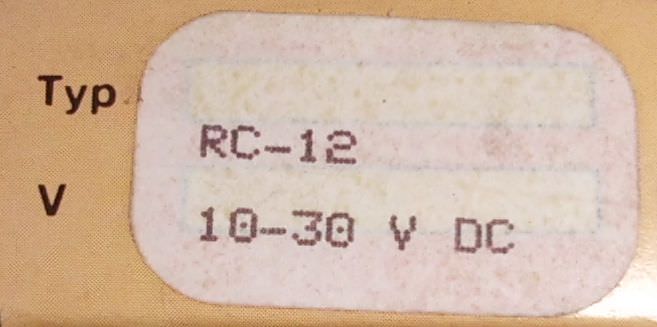 Typ
RC-12
V
10-30 V DC